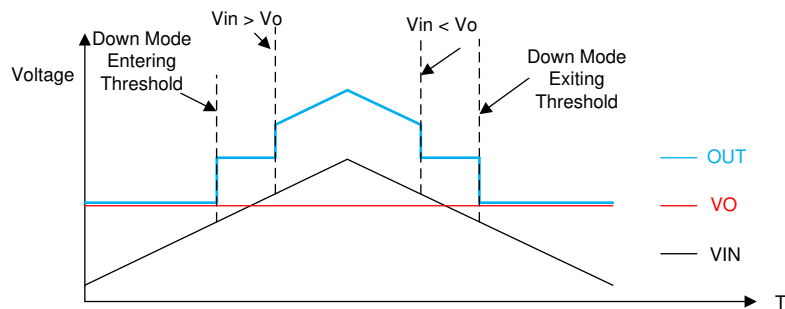 Vin > Vo
Down Mode
Entering
Threshold
Vin < Vo
Down Mode
Exiting
Threshold
Voltage
OUT
VO
VIN
T